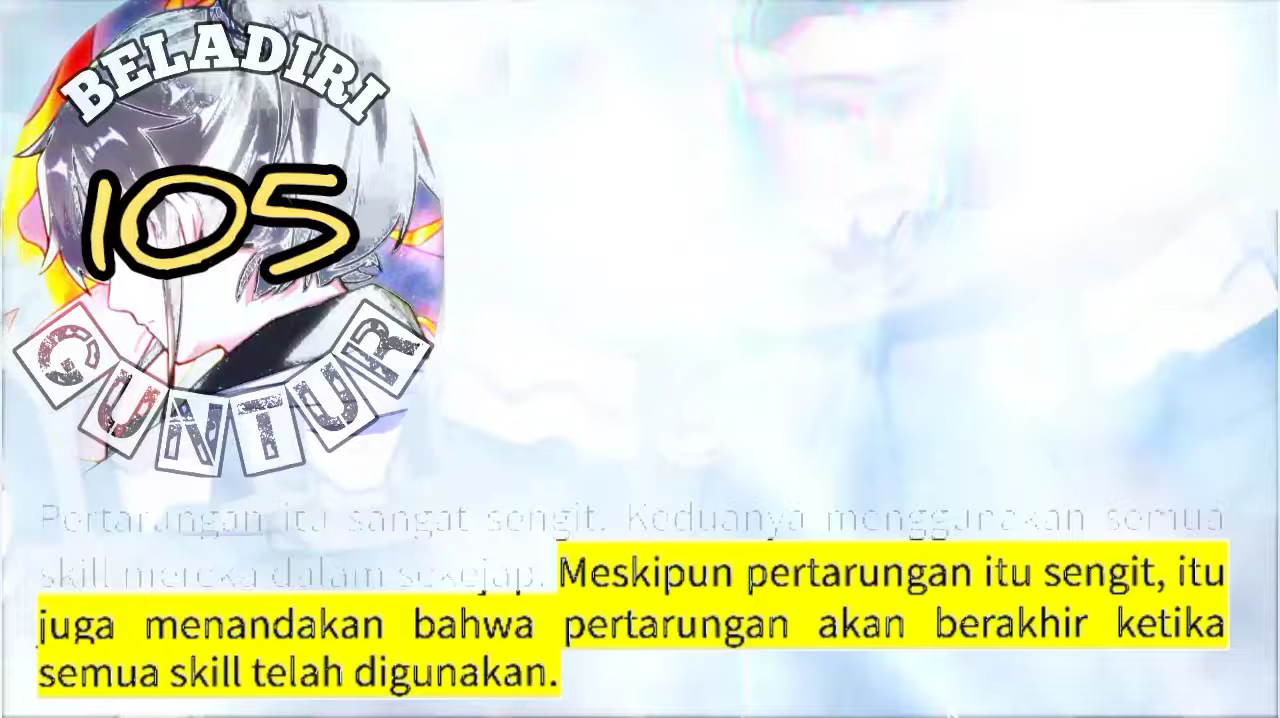 BELADIRI
105
GUNTUR
Pertarungan itu sangat sengit. Keduanya menggunakan semua
skill mereka dalam sekejap. Meskipun pertarungan itu sengit, itu
juga menandakan bahwa pertarungan akan berakhir ketika
semua skill telah digunakan.